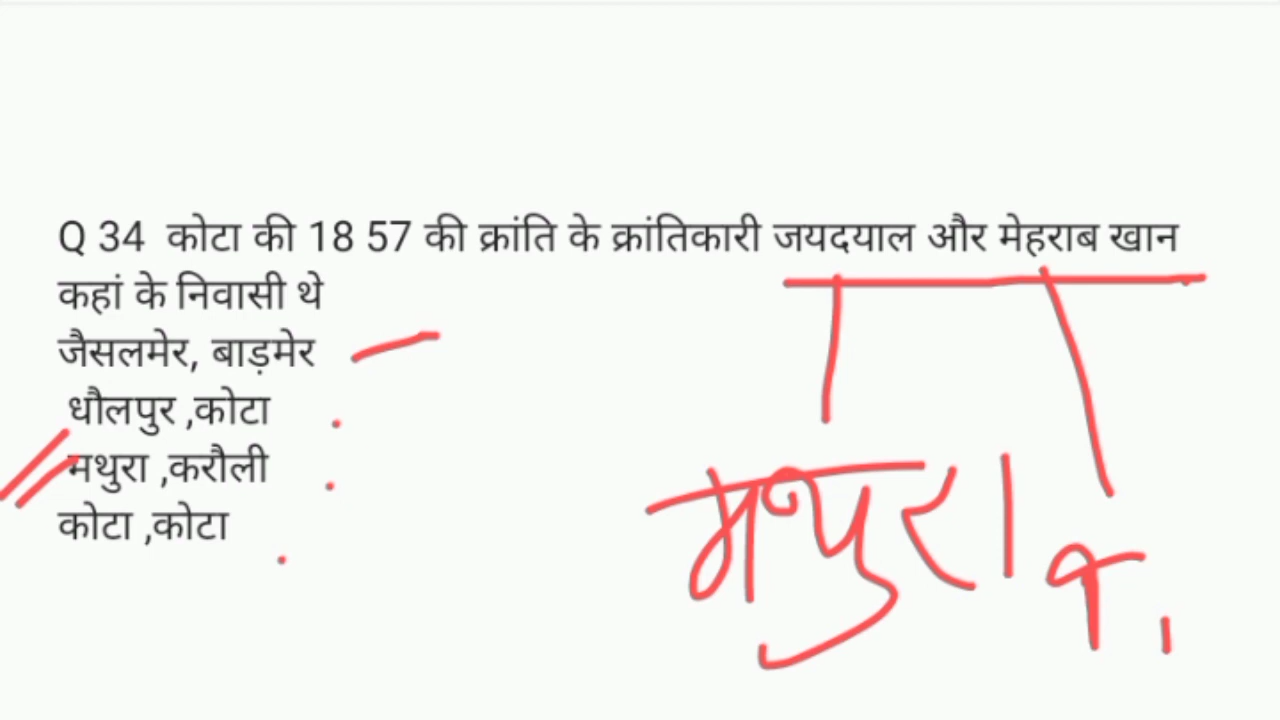 Q 34 कोटा की 18 57 की क्रांति के क्रांतिकारी जयदयाल और मेहराब खान
कहां के निवासी थे
जैसलमेर, बाड़मेर
धौलपुर ,कोटा
मथुरा ,करौली
कोटा ,कोटा
मथुरा